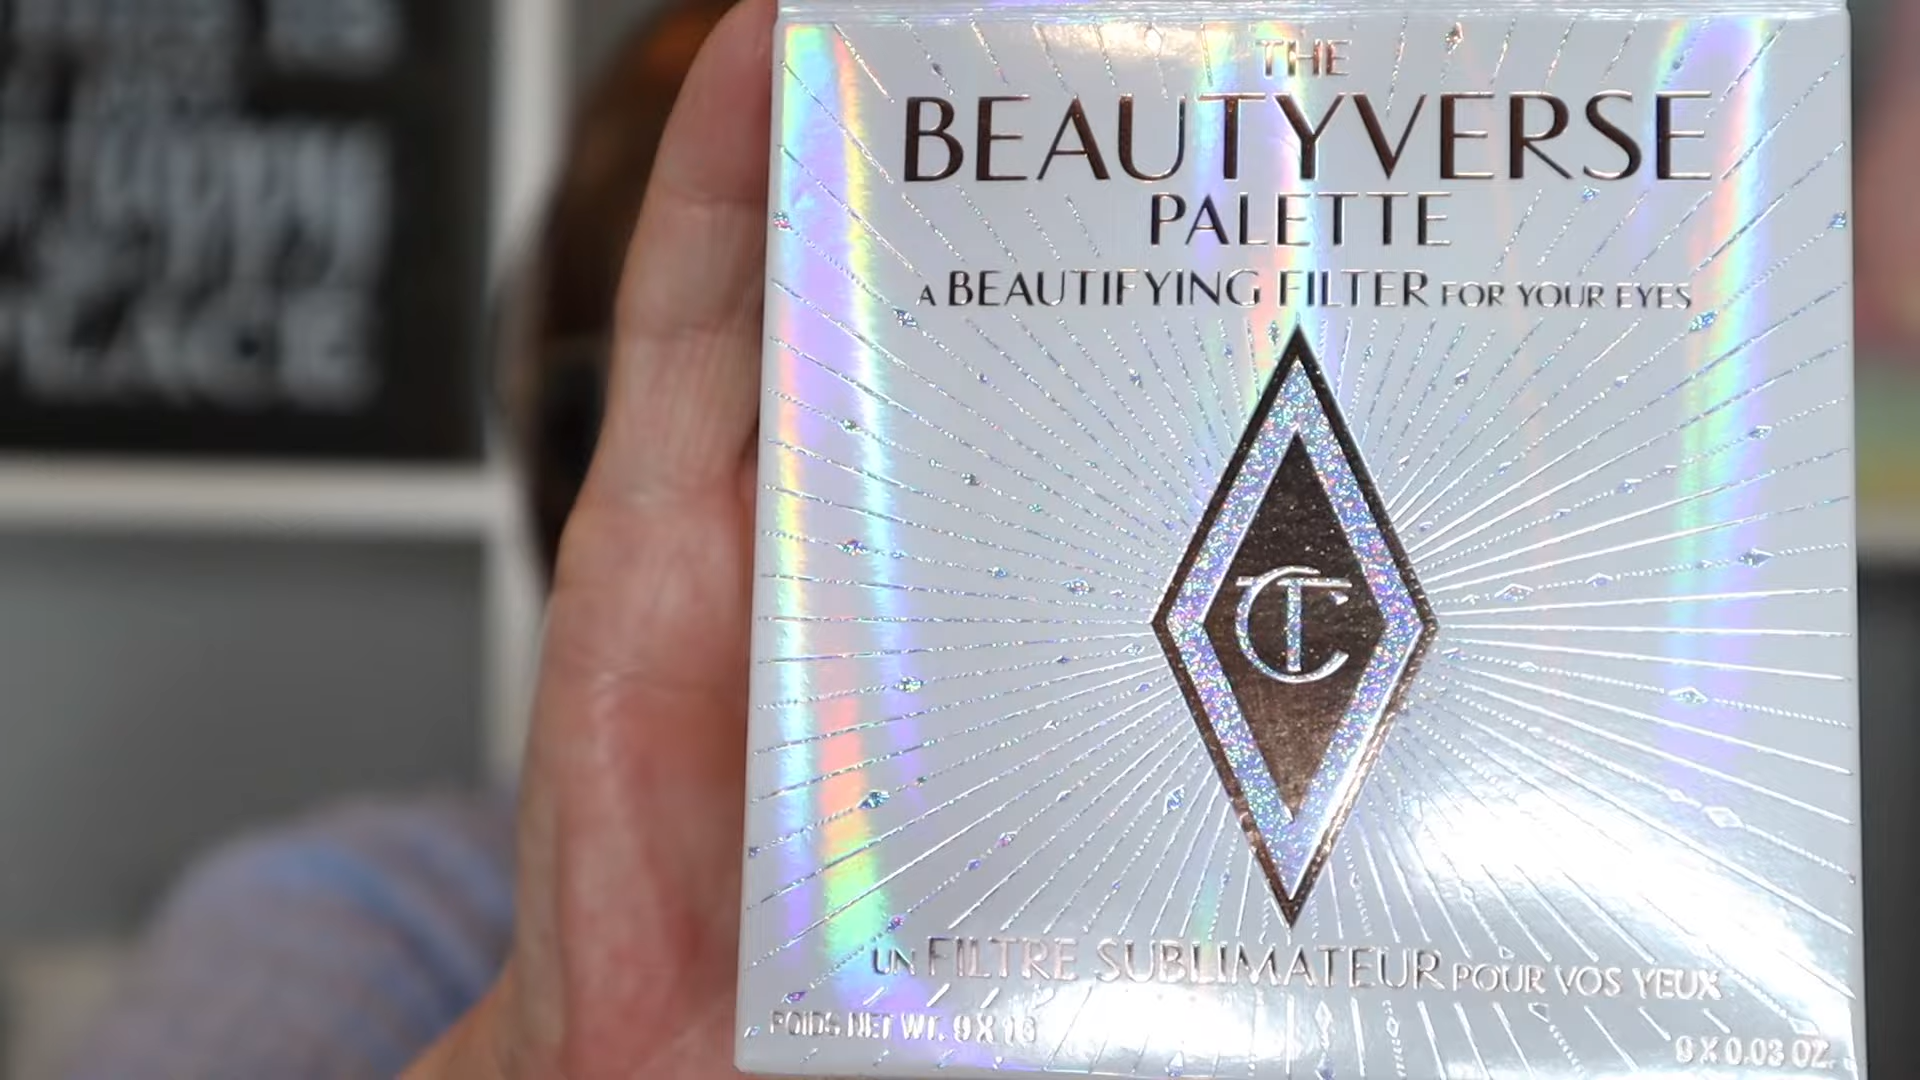 THE
BEAUTYVERSE
PALETTE
A BEAUTIFYING FILTER FOR YOUR EYES
CT
UN FILTRE SUBLIMATEUR POUR VOS YEUX
POIDS NET WT. 9 X 1G
9 X 0.03 OZ.